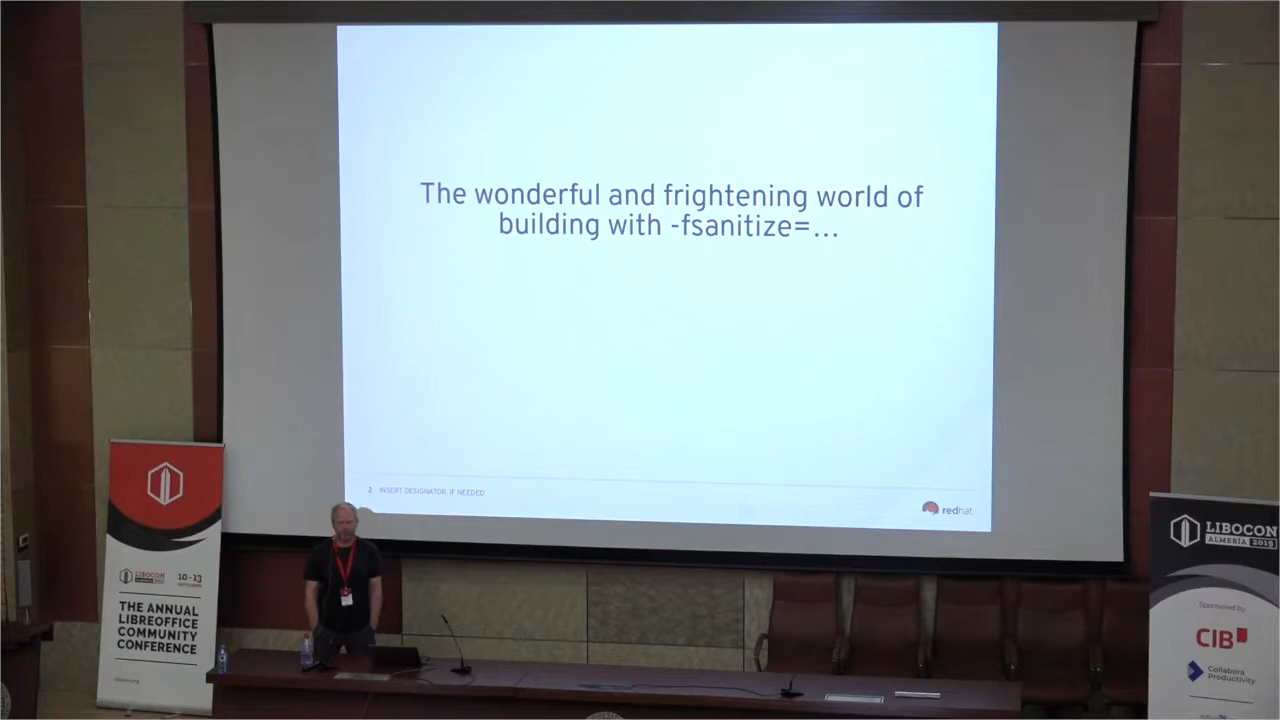 The wonderful and frightening world of
building with -fsanitize=...
2 INSERT DESIGNATOR, IF NEEDED
redhat
LIBOCON
10-13
THE ANNUAL
LIBREOFFICE
COMMUNITY
CONFERENCE
LIBOCON
ALMERÍA 2019
Sponsored by
CIB
Collabora
Productivity